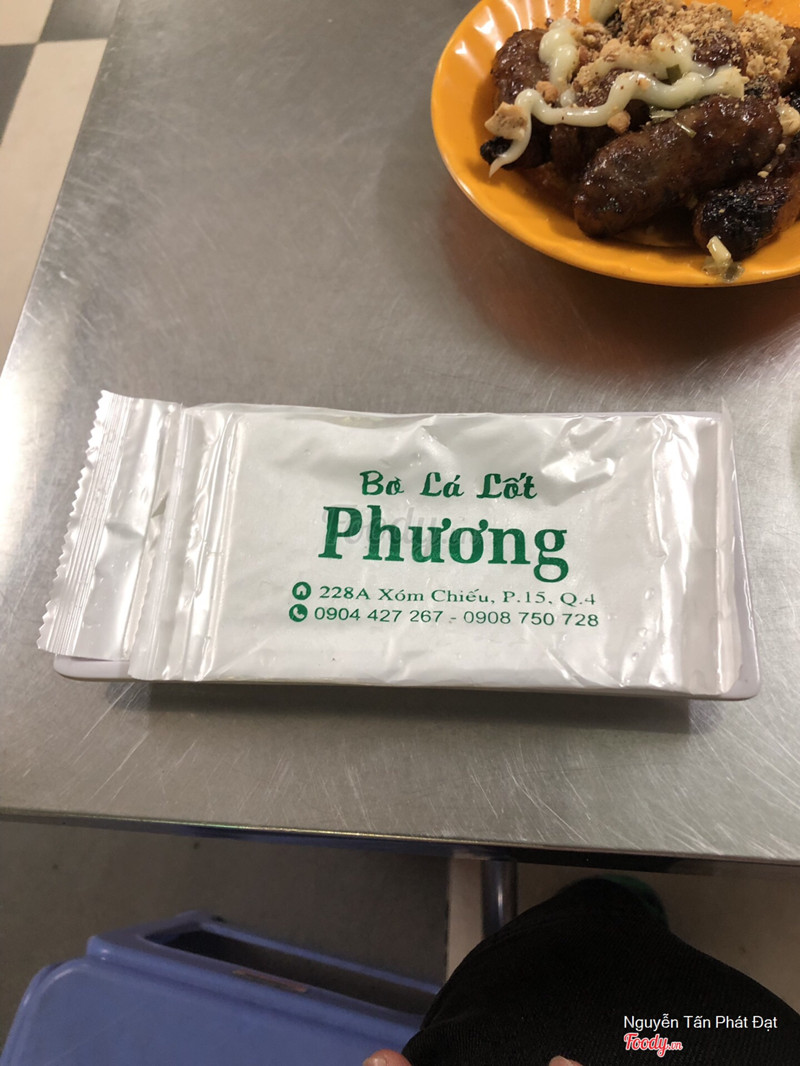 Bò Lá Lốt
Phương
228A Xóm Chiếu, P.15, Q.4
0904 427 267 - 0908 750 728
Nguyễn Tấn Phát Đạt
Foody.vn